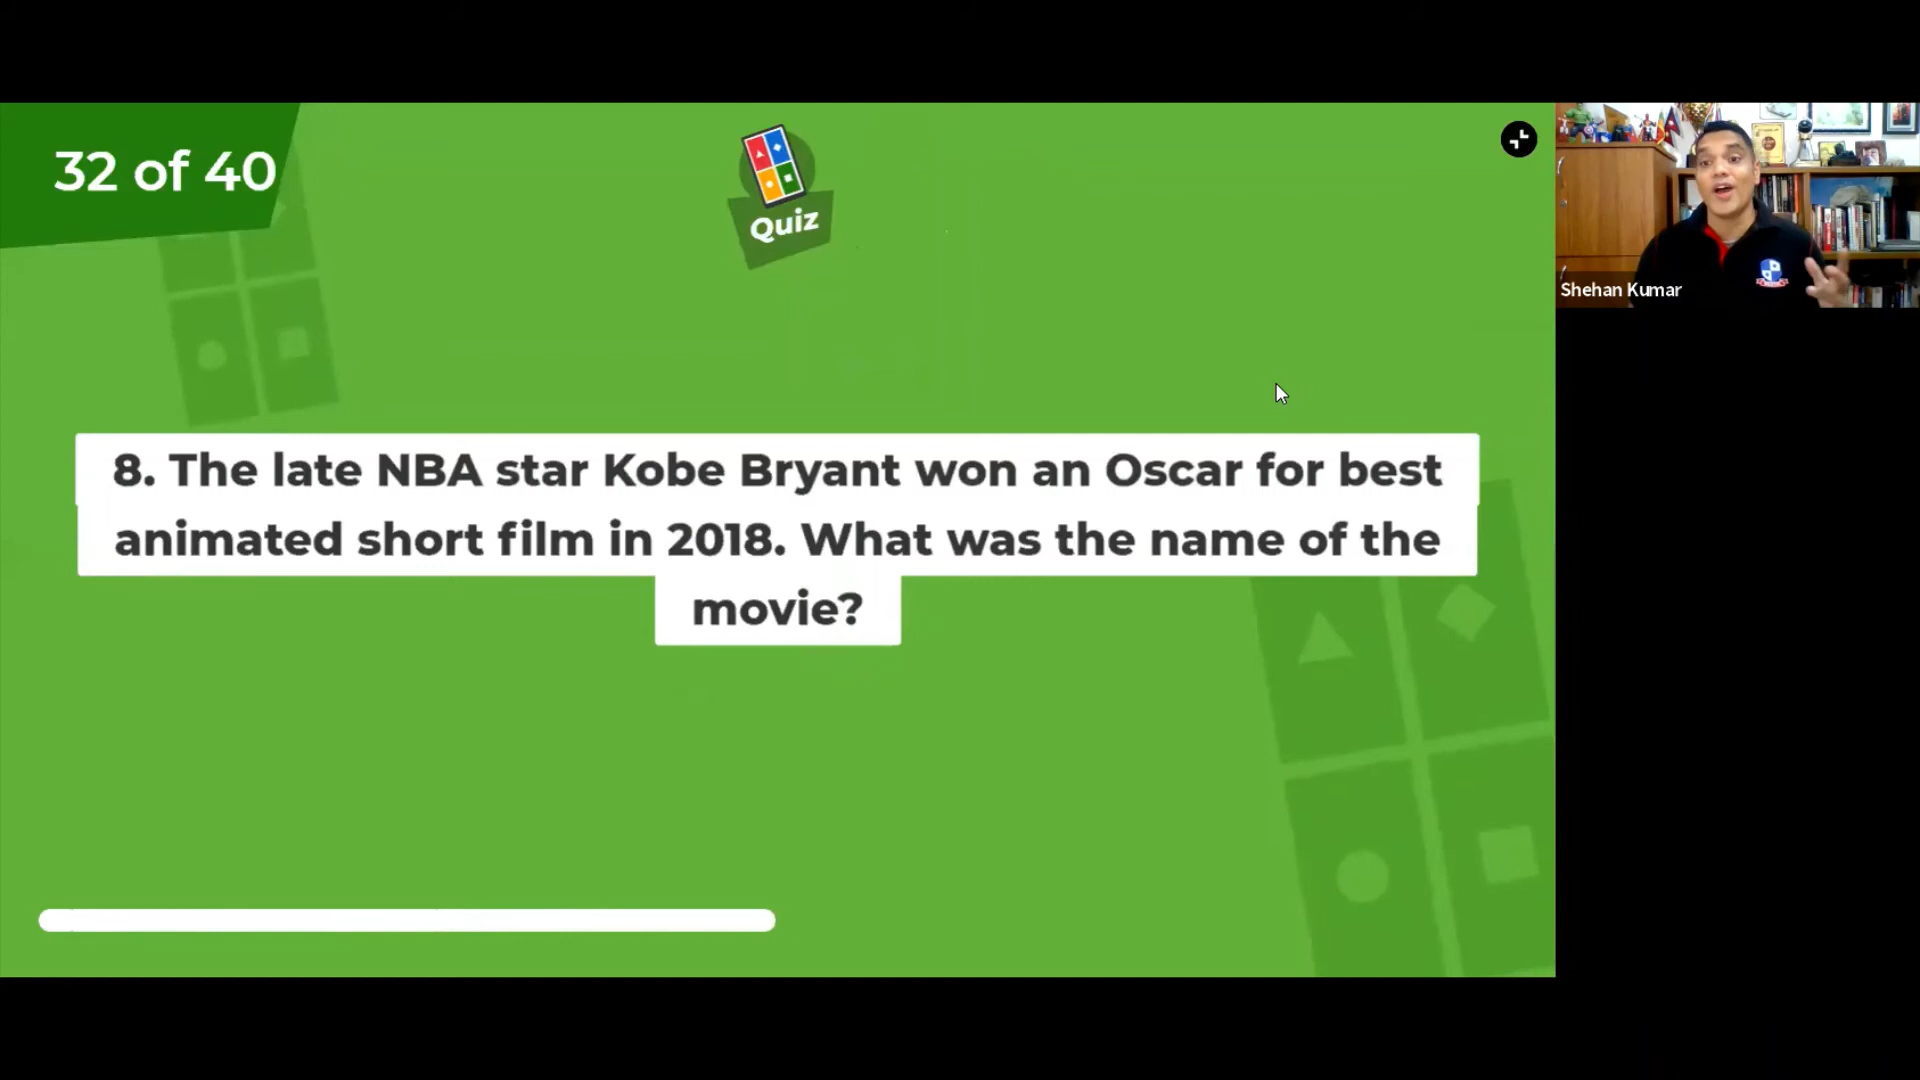 32 of 40
Quiz
8. The late NBA star Kobe Bryant won an Oscar for best
animated short film in 2018. What was the name of the
movie?
Shehan Kumar